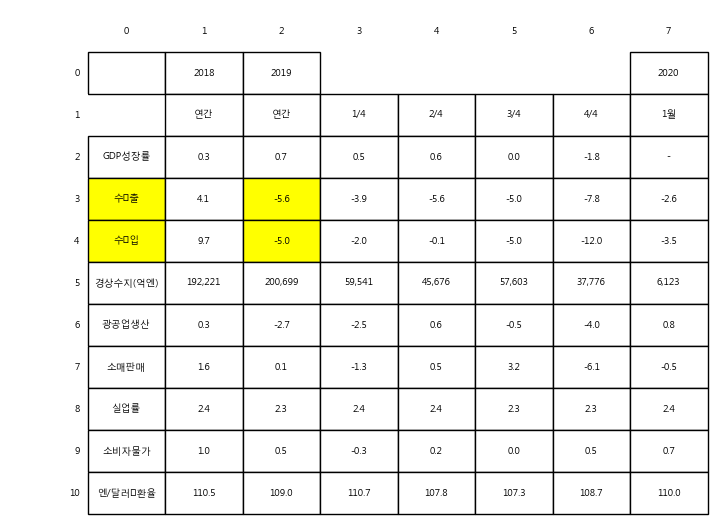 0 1 2 3 4 5 6 7
0 2018 2019 2020
1 연간 연간 1/4 2/4 3/4 4/4 1월
2 GDP성장률 0.3 0.7 0.5 0.6 0.0 -1.8 -
3 수□출 4.1 -5.6 -3.9 -5.6 -5.0 -7.8 -2.6
4 수□입 9.7 -5.0 -2.0 -0.1 -5.0 -12.0 -3.5
5 경상수지(억엔) 192,221 200,699 59,541 45,676 57,603 37,776 6,123
6 광공업생산 0.3 -2.7 -2.5 0.6 -0.5 -4.0 0.8
7 소매판매 1.6 0.1 -1.3 0.5 3.2 -6.1 -0.5
8 실업률 2.4 2.3 2.4 2.4 2.3 2.3 2.4
9 소비자물가 1.0 0.5 -0.3 0.2 0.0 0.5 0.7
10 엔/달러□환율 110.5 109.0 110.7 107.8 107.3 108.7 110.0